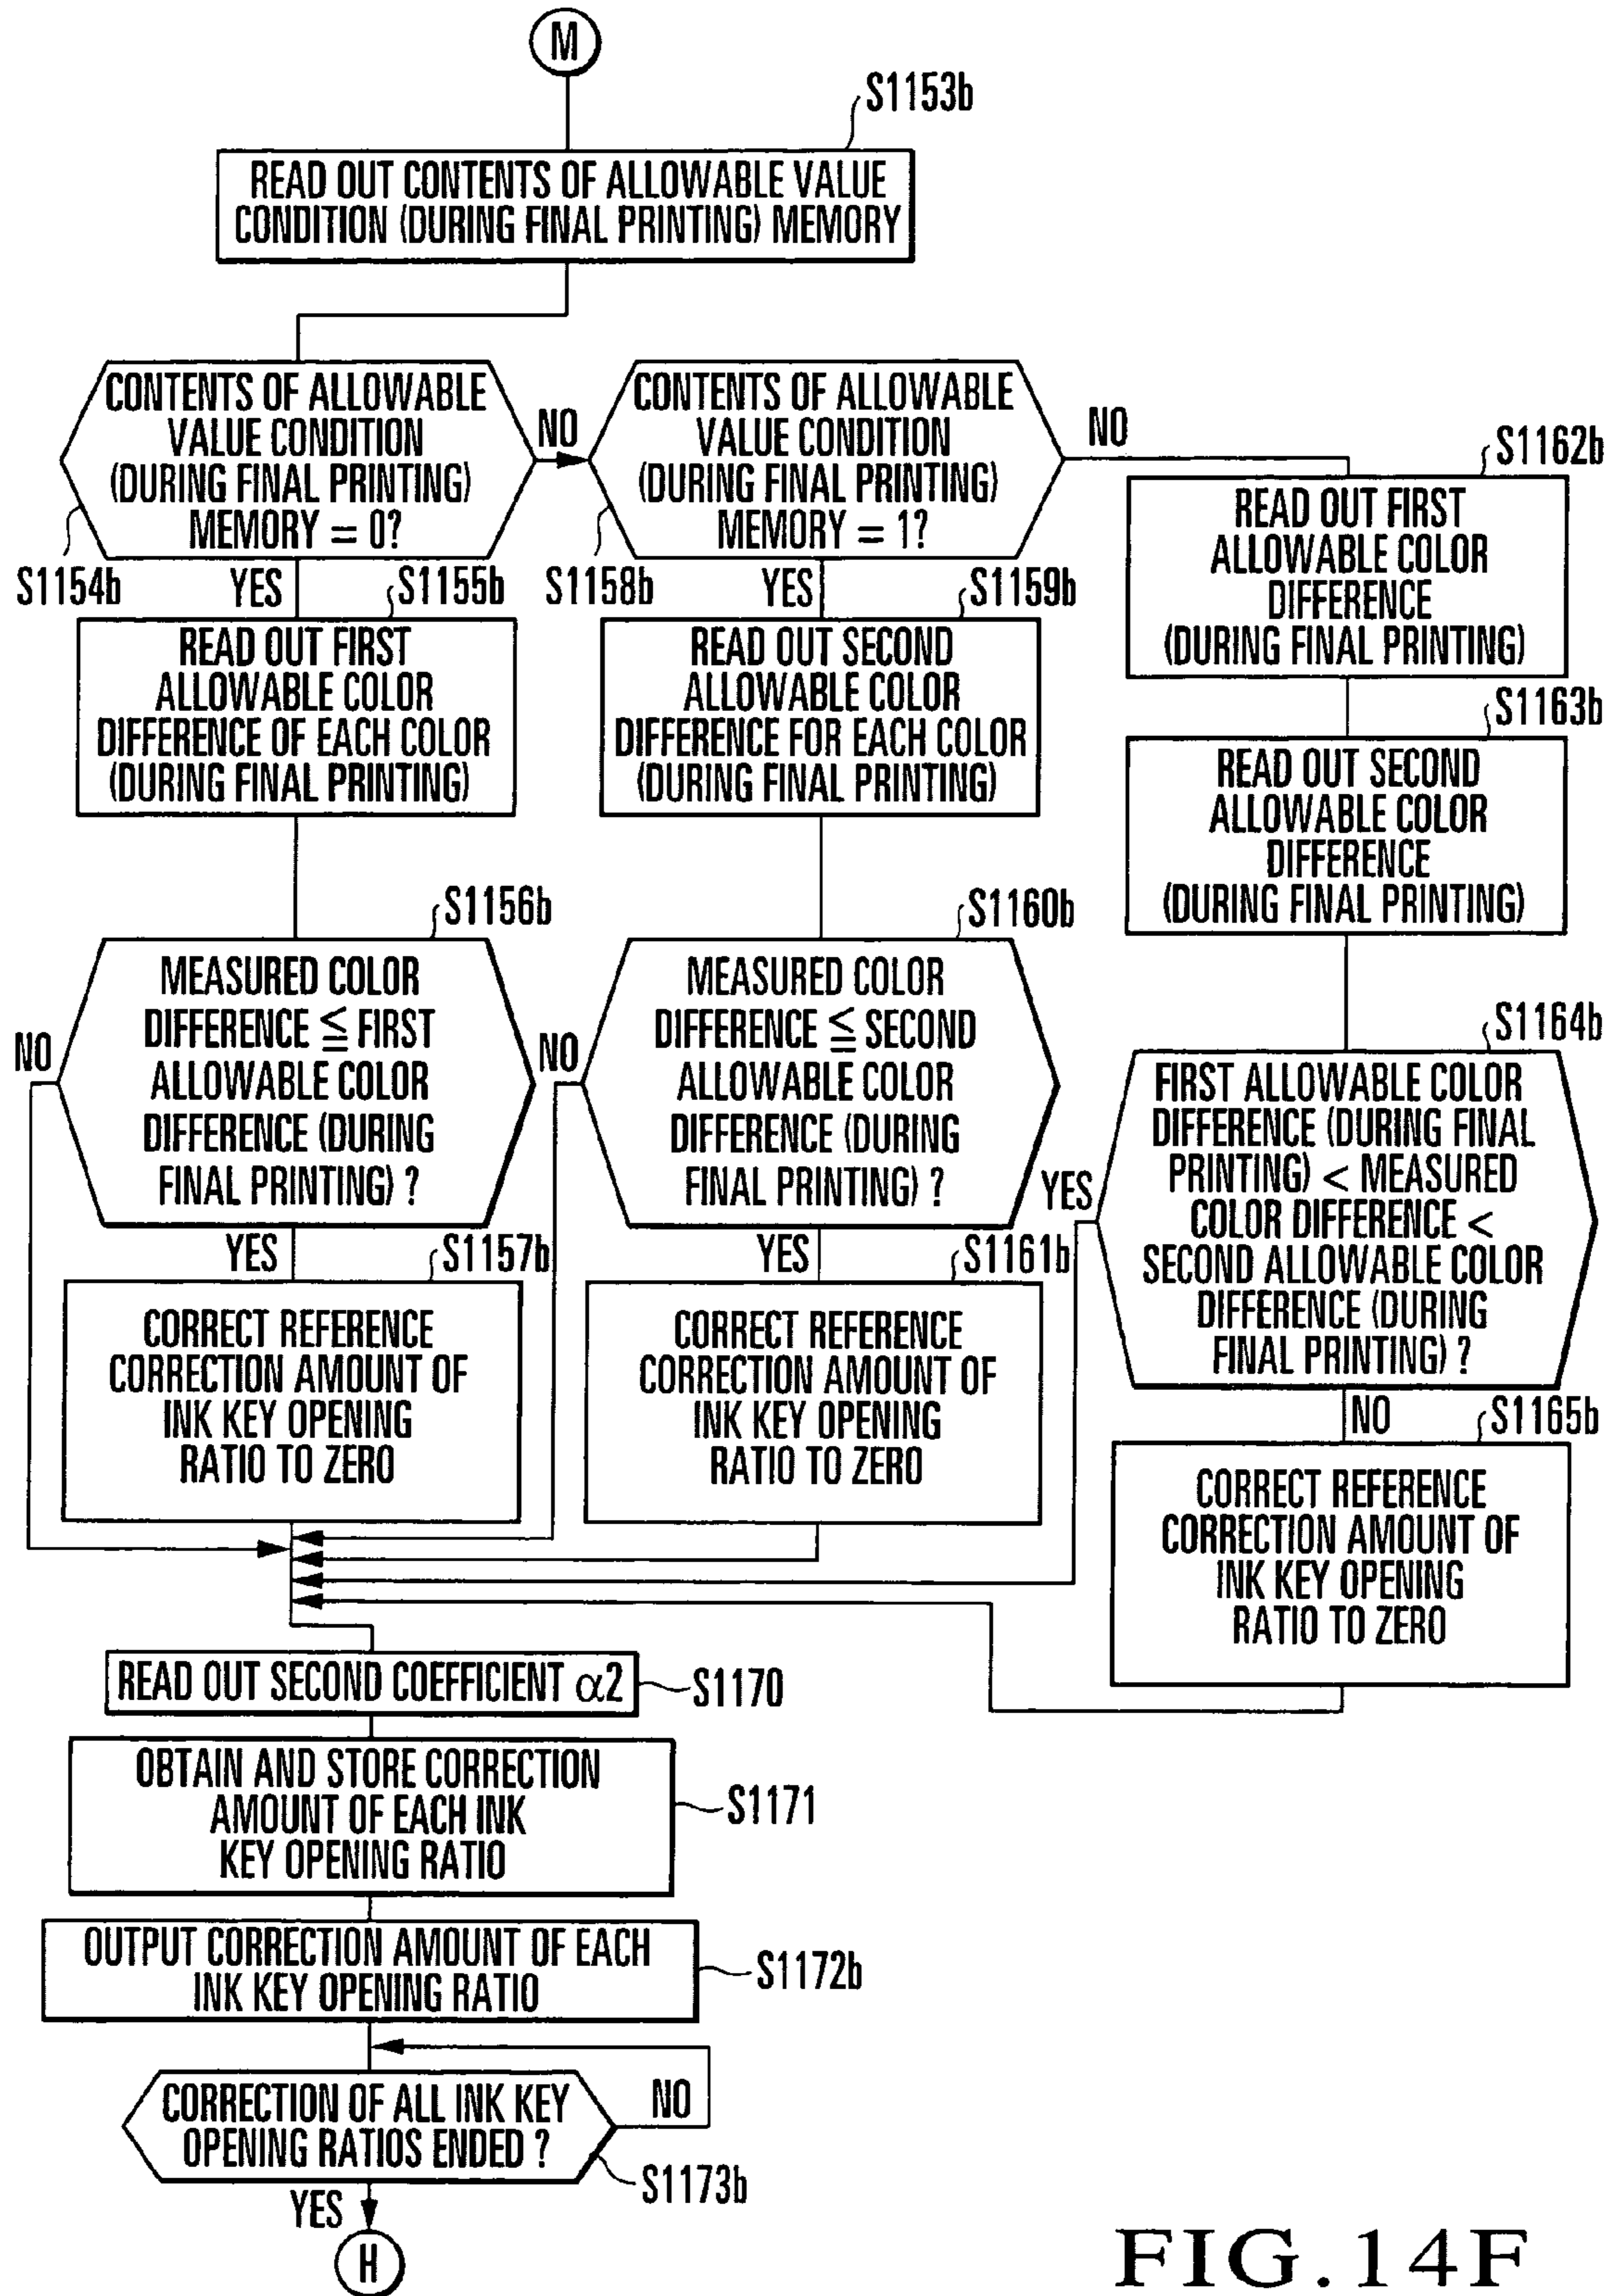 M
S1153b
READ OUT CONTENTS OF ALLOWABLE VALUE
CONDITION (DURING FINAL PRINTING) MEMORY
CONTENTS OF ALLOWABLE
VALUE CONDITION
(DURING FINAL PRINTING)
MEMORY = 0?
S1154b
NO
YES
CONTENTS OF ALLOWABLE
VALUE CONDITION
(DURING FINAL PRINTING)
MEMORY = 1?
S1158b
NO
YES
S1155b
READ OUT FIRST
ALLOWABLE COLOR
DIFFERENCE OF EACH COLOR
(DURING FINAL PRINTING)
S1159b
READ OUT SECOND
ALLOWABLE COLOR
DIFFERENCE FOR EACH COLOR
(DURING FINAL PRINTING)
S1162b
READ OUT FIRST
ALLOWABLE COLOR
DIFFERENCE
(DURING FINAL PRINTING)
S1163b
READ OUT SECOND
ALLOWABLE COLOR
DIFFERENCE
(DURING FINAL PRINTING)
S1156b
MEASURED COLOR
DIFFERENCE ≦ FIRST
ALLOWABLE COLOR
DIFFERENCE (DURING
FINAL PRINTING) ?
NO
YES
S1160b
MEASURED COLOR
DIFFERENCE ≦ SECOND
ALLOWABLE COLOR
DIFFERENCE (DURING
FINAL PRINTING) ?
NO
YES
S1164b
FIRST ALLOWABLE COLOR
DIFFERENCE (DURING FINAL
PRINTING) < MEASURED
COLOR DIFFERENCE <
SECOND ALLOWABLE COLOR
DIFFERENCE (DURING
FINAL PRINTING) ?
YES
NO
S1157b
CORRECT REFERENCE
CORRECTION AMOUNT OF
INK KEY OPENING
RATIO TO ZERO
S1161b
CORRECT REFERENCE
CORRECTION AMOUNT OF
INK KEY OPENING
RATIO TO ZERO
S1165b
CORRECT REFERENCE
CORRECTION AMOUNT OF
INK KEY OPENING
RATIO TO ZERO
READ OUT SECOND COEFFICIENT α2
S1170
OBTAIN AND STORE CORRECTION
AMOUNT OF EACH INK
KEY OPENING RATIO
S1171
OUTPUT CORRECTION AMOUNT OF EACH
INK KEY OPENING RATIO
S1172b
CORRECTION OF ALL INK KEY
OPENING RATIOS ENDED ?
NO
S1173b
YES
H
FIG.14F